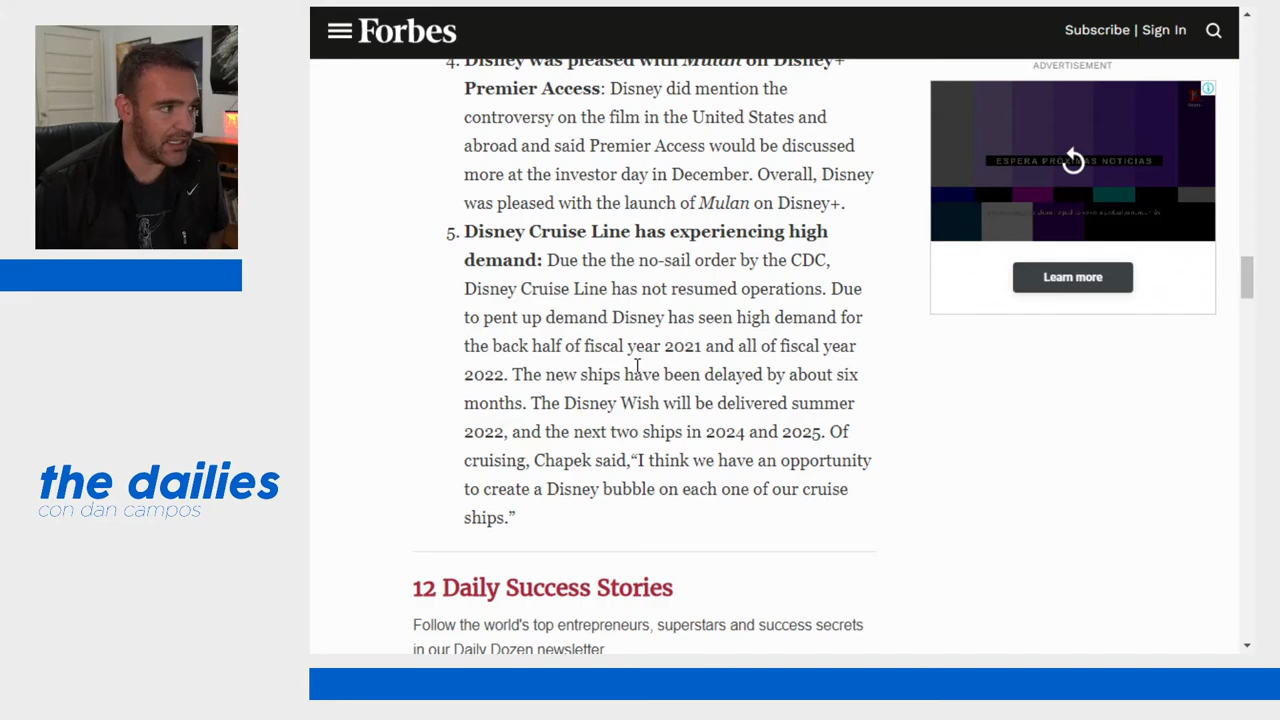 Forbes
Subscribe | Sign In
4. Disney was pleased with Mulan on Disney+
Premier Access: Disney did mention the
controversy on the film in the United States and
abroad and said Premier Access would be discussed
more at the investor day in December. Overall, Disney
was pleased with the launch of Mulan on Disney+.
5. Disney Cruise Line has experiencing high
demand: Due the the no-sail order by the CDC,
Disney Cruise Line has not resumed operations. Due
to pent up demand Disney has seen high demand for
the back half of fiscal year 2021 and all of fiscal year
2022. The new ships have been delayed by about six
months. The Disney Wish will be delivered summer
2022, and the next two ships in 2024 and 2025. Of
cruising, Chapek said,“I think we have an opportunity
to create a Disney bubble on each one of our cruise
ships.”
12 Daily Success Stories
Follow the world's top entrepreneurs, superstars and success secrets
in our Daily Dozen newsletter
ADVERTISEMENT
ESPERA PRÓXIMAS NOTICIAS
Learn more
the dailies
con dan campos